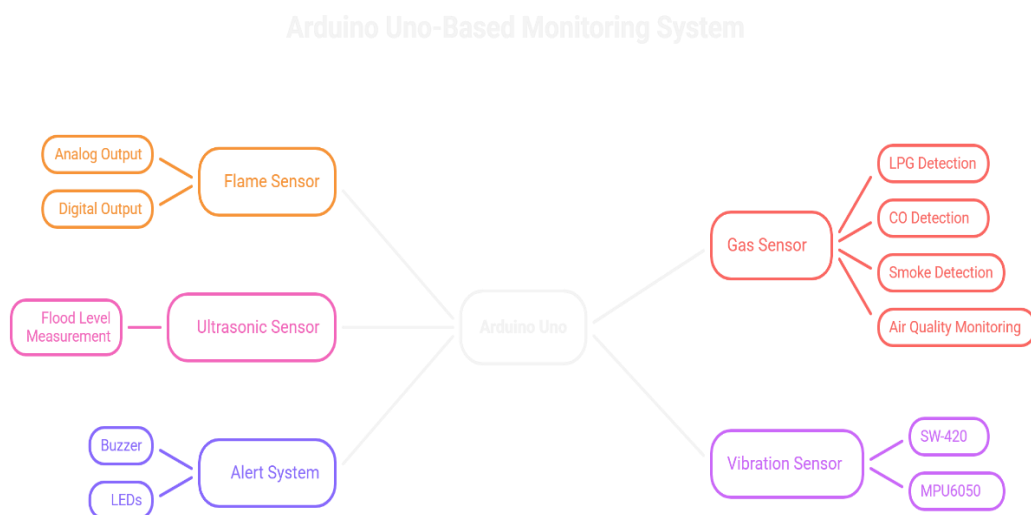 Arduino Uno-Based Monitoring System
Analog Output
Digital Output
Flame Sensor
Flood Level
Measurement
Ultrasonic Sensor
Buzzer
LEDs
Alert System
Arduino Uno
Gas Sensor
LPG Detection
CO Detection
Smoke Detection
Air Quality Monitoring
Vibration Sensor
SW-420
MPU6050